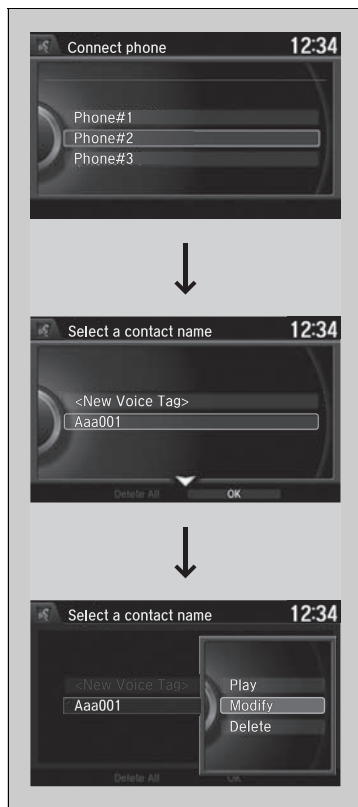 Connect phone 12:34
Phone#1
Phone#2
Phone#3
Select a contact name 12:34
<New Voice Tag>
Aaa001
Delete All OK
Select a contact name 12:34
<New Voice Tag> Play
Aaa001 Modify
Delete
Delete All OK